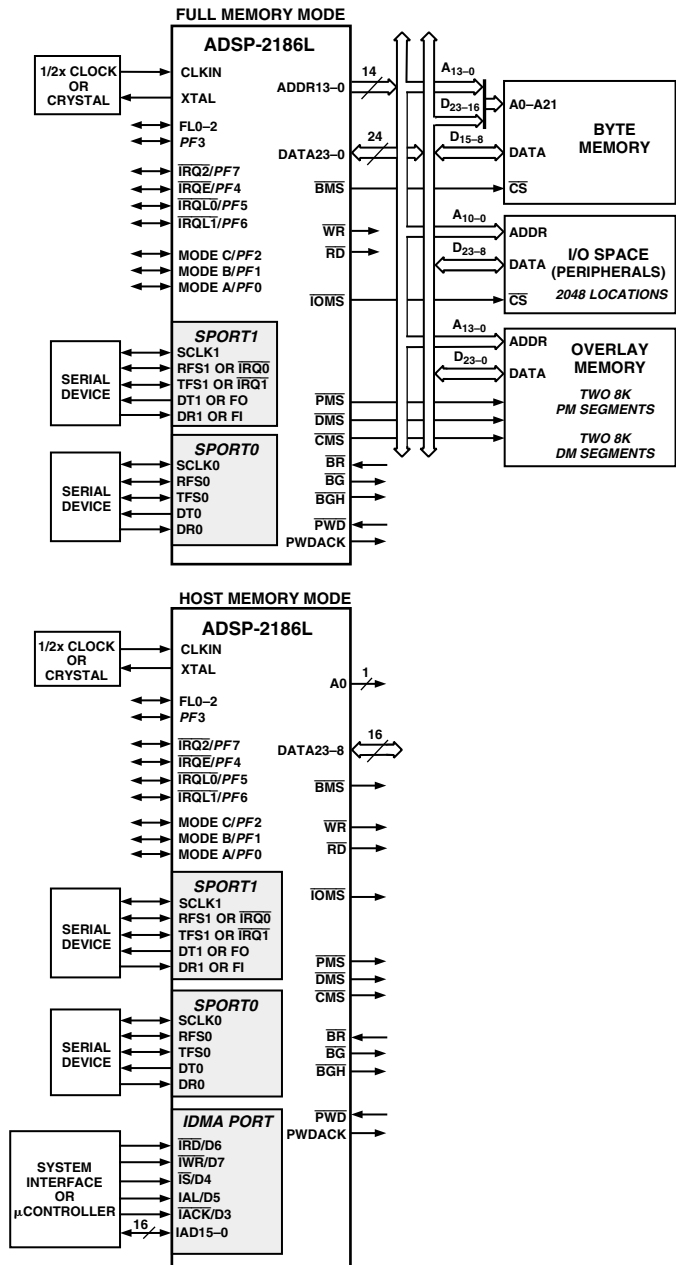 FULL MEMORY MODE
ADSP-2186L
1/2x CLOCK
OR
CRYSTAL
CLKIN
XTAL
FL0–2
PF3
IRQ2/PF7
IRQE/PF4
IRQL0/PF5
IRQL1/PF6
MODE C/PF2
MODE B/PF1
MODE A/PF0
SERIAL
DEVICE
SPORT1
SCLK1
RFS1 OR IRQ0
TFS1 OR IRQ1
DT1 OR FO
DR1 OR FI
SERIAL
DEVICE
SPORT0
SCLK0
RFS0
TFS0
DT0
DR0
ADDR13–0
14
DATA23–0
24
BMS
WR
RD
IOMS
PMS
DMS
CMS
BR
BG
BGH
PWD
PWDACK
A13–0
D23–16
D15–8
A0–A21
DATA
CS
BYTE
MEMORY
A10–0
D23–8
ADDR
DATA
CS
I/O SPACE
(PERIPHERALS)
2048 LOCATIONS
A13–0
D23–0
ADDR
DATA
OVERLAY
MEMORY
TWO 8K
PM SEGMENTS
TWO 8K
DM SEGMENTS
HOST MEMORY MODE
ADSP-2186L
1/2x CLOCK
OR
CRYSTAL
CLKIN
XTAL
FL0–2
PF3
IRQ2/PF7
IRQE/PF4
IRQL0/PF5
IRQL1/PF6
MODE C/PF2
MODE B/PF1
MODE A/PF0
SERIAL
DEVICE
SPORT1
SCLK1
RFS1 OR IRQ0
TFS1 OR IRQ1
DT1 OR FO
DR1 OR FI
SERIAL
DEVICE
SPORT0
SCLK0
RFS0
TFS0
DT0
DR0
SYSTEM
INTERFACE
OR
µCONTROLLER
IDMA PORT
IRD/D6
IWR/D7
IS/D4
IAL/D5
IACK/D3
16
IAD15–0
A0
1
DATA23–8
16
BMS
WR
RD
IOMS
PMS
DMS
CMS
BR
BG
BGH
PWD
PWDACK